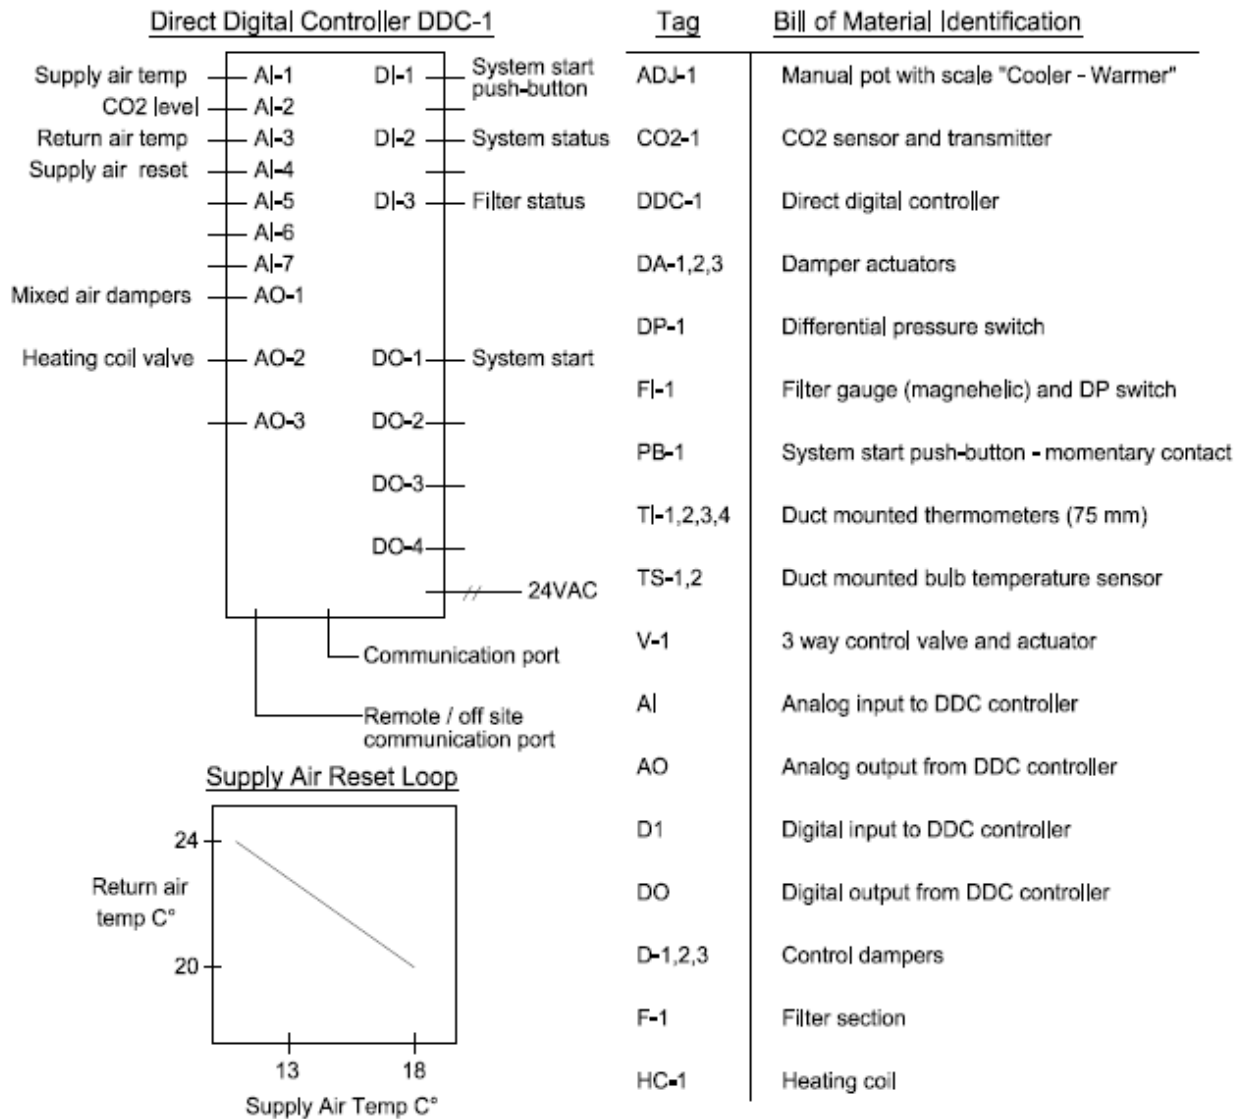 Direct Digital Controller DDC-1
Supply air temp
AI-1
DI-1
System start
push-button
CO2 level
AI-2
Return air temp
AI-3
DI-2
System status
Supply air reset
AI-4
AI-5
DI-3
Filter status
AI-6
AI-7
Mixed air dampers
AO-1
Heating coil valve
AO-2
DO-1
System start
AO-3
DO-2
DO-3
DO-4
24VAC
Communication port
Remote / off site
communication port
Supply Air Reset Loop
24
Return air
temp C°
20
13
18
Supply Air Temp C°
Tag
Bill of Material Identification
ADJ-1
Manual pot with scale "Cooler - Warmer"
CO2-1
CO2 sensor and transmitter
DDC-1
Direct digital controller
DA-1,2,3
Damper actuators
DP-1
Differential pressure switch
FI-1
Filter gauge (magnehelic) and DP switch
PB-1
System start push-button - momentary contact
TI-1,2,3,4
Duct mounted thermometers (75 mm)
TS-1,2
Duct mounted bulb temperature sensor
V-1
3 way control valve and actuator
AI
Analog input to DDC controller
AO
Analog output from DDC controller
D1
Digital input to DDC controller
DO
Digital output from DDC controller
D-1,2,3
Control dampers
F-1
Filter section
HC-1
Heating coil